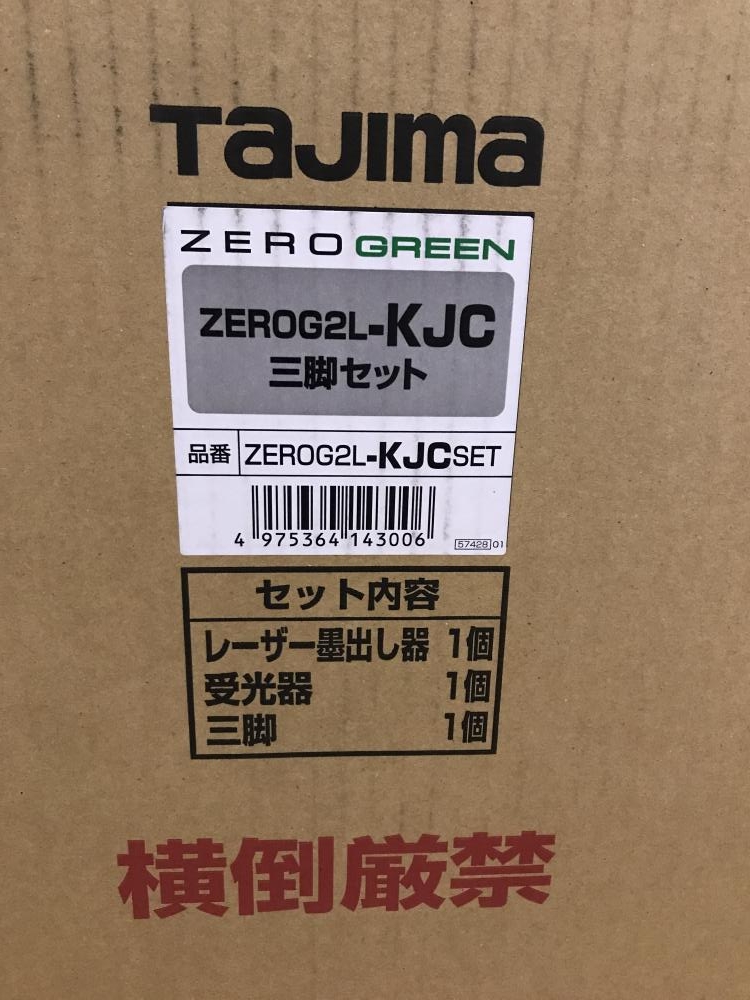 TAJIMA
ZERO GREEN
ZEROG2L-KJC
三脚セット
品番 ZEROG2L-KJCSET
4 975364 143006
57428 01
セット内容
レーザー墨出し器 1個
受光器 1個
三脚 1個
横倒厳禁